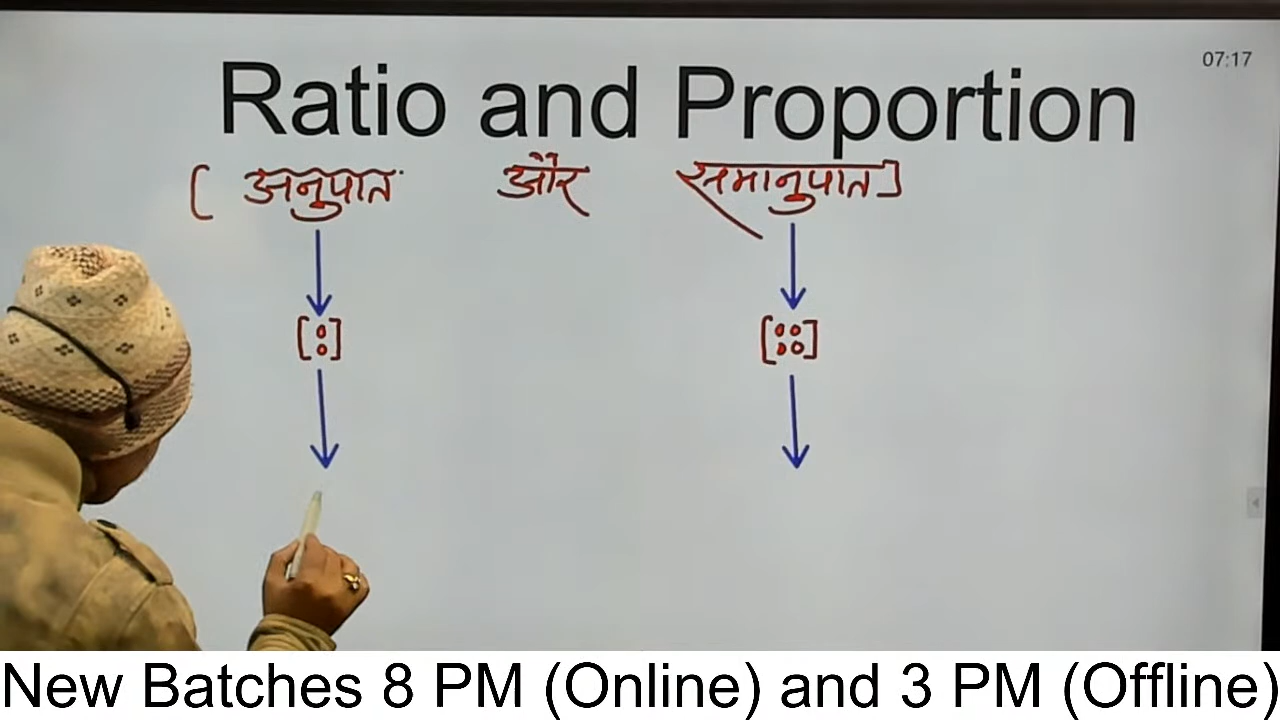 07:17
Ratio and Proportion
[ अनुपात और समानुपात ]
[:] [::]
New Batches 8 PM (Online) and 3 PM (Offline)